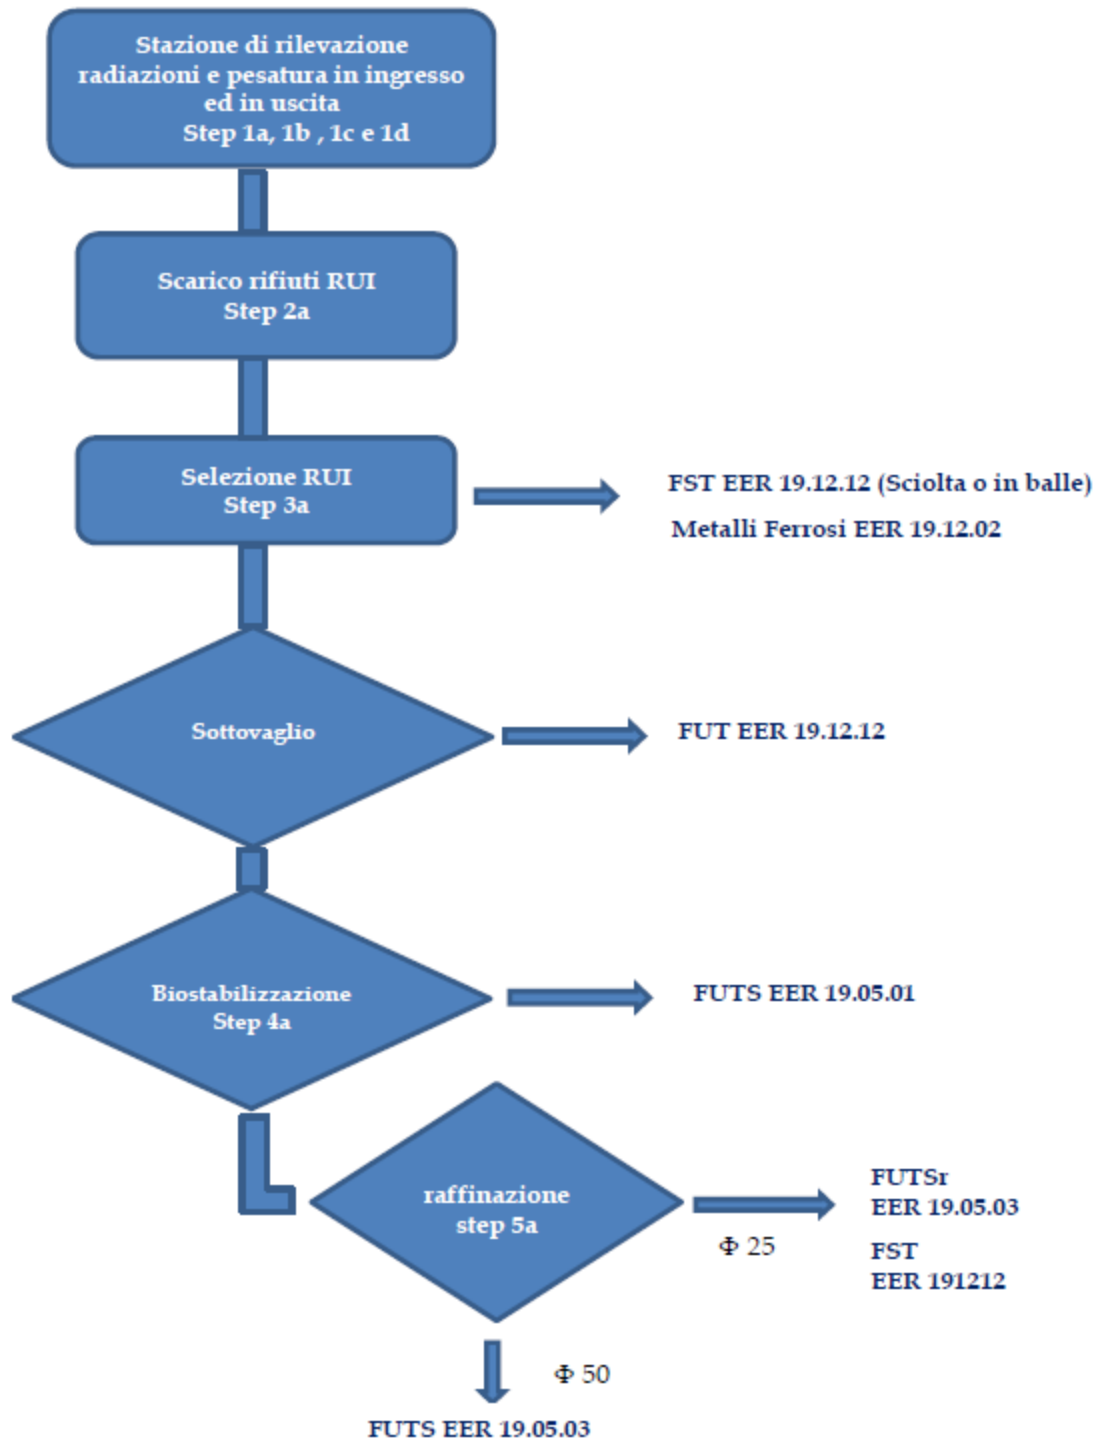 Stazione di rilevazione
radiazioni e pesatura in ingresso
ed in uscita
Step 1a, 1b , 1c e 1d
Scarico rifiuti RUI
Step 2a
Selezione RUI
Step 3a
FST EER 19.12.12 (Sciolta o in balle)
Metalli Ferrosi EER 19.12.02
Sottovaglio
FUT EER 19.12.12
Biostabilizzazione
Step 4a
FUTS EER 19.05.01
raffinazione
step 5a
FUTSr
EER 19.05.03
Φ 25
FST
EER 191212
Φ 50
FUTS EER 19.05.03